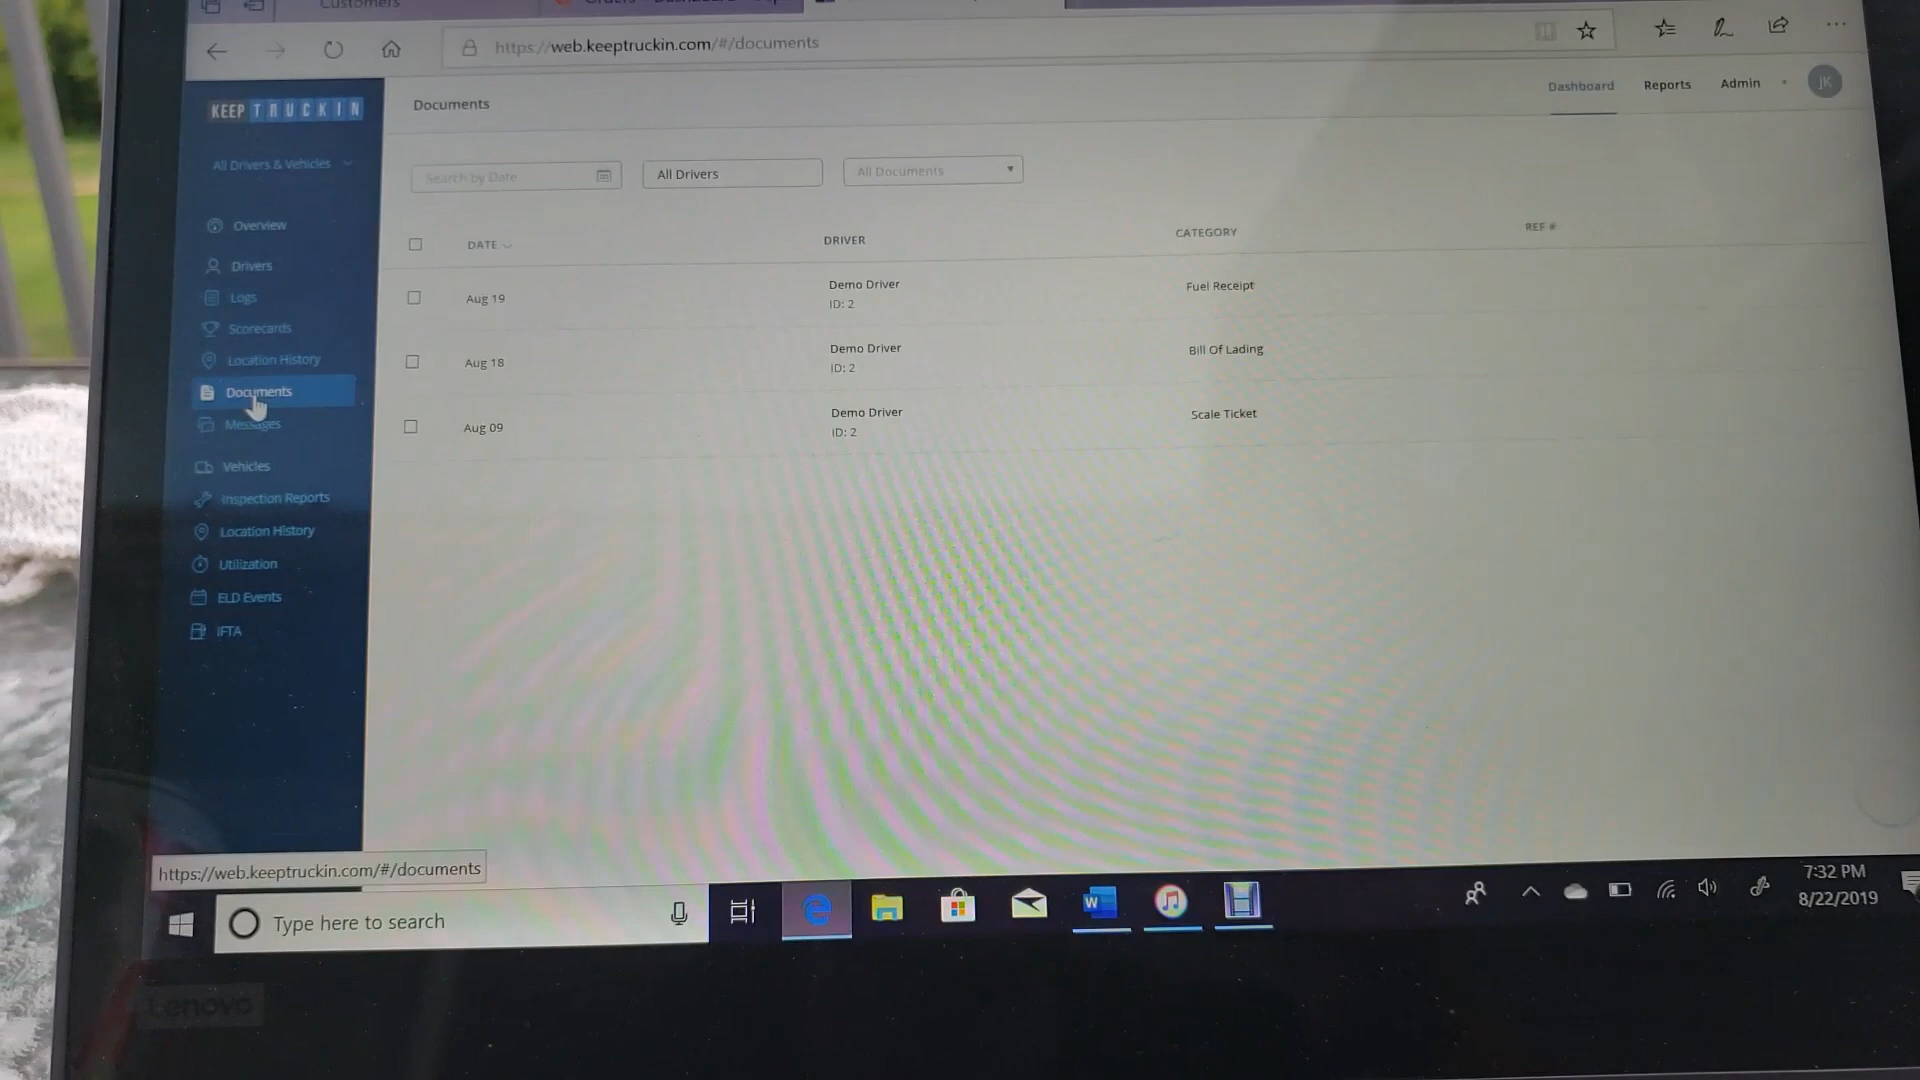 Customers
https://web.keeptruckin.com/#/documents
KEEP TRUCKIN
Documents
Dashboard
Reports
Admin
JK
All Drivers & Vehicles
Search by Date
All Drivers
All Documents
Overview
Drivers
Logs
Scorecards
Location History
Documents
Messages
Vehicles
Inspection Reports
Location History
Utilization
ELD Events
IFTA
DATE
DRIVER
CATEGORY
REF #
Aug 19
Demo Driver
ID: 2
Fuel Receipt
Aug 18
Demo Driver
ID: 2
Bill Of Lading
Aug 09
Demo Driver
ID: 2
Scale Ticket
https://web.keeptruckin.com/#/documents
Type here to search
W
7:32 PM
8/22/2019
Lenovo